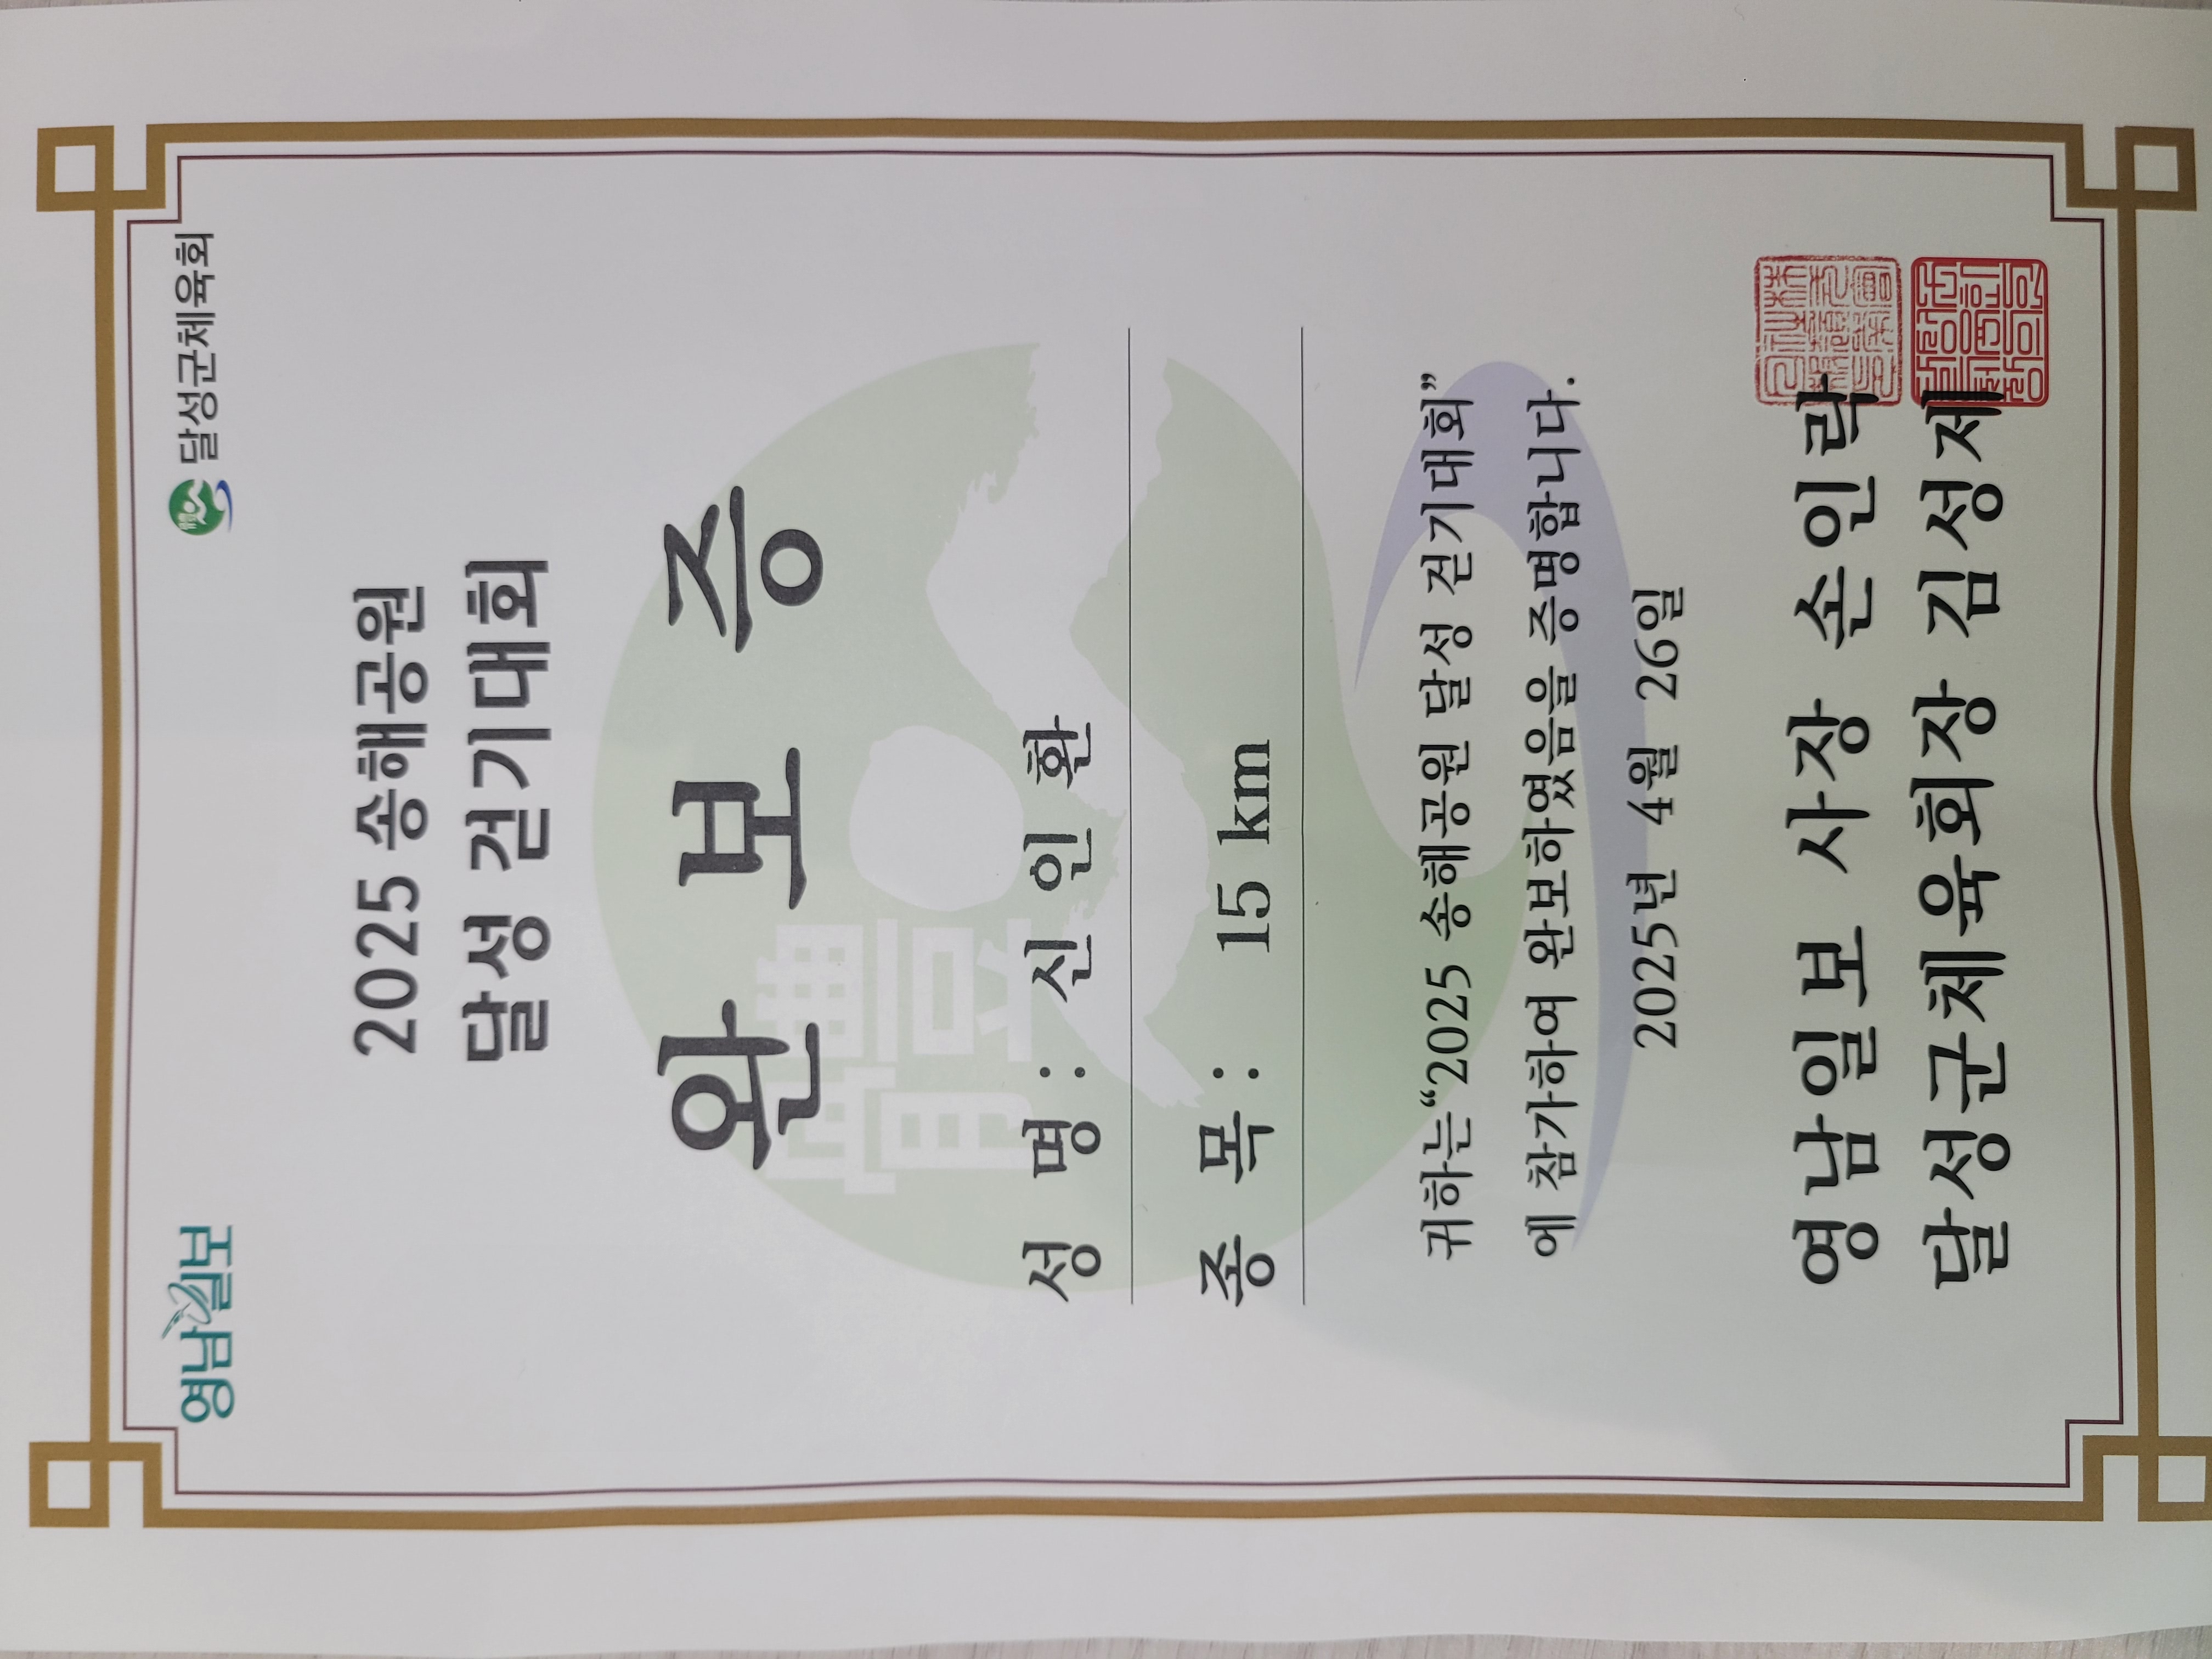 영남일보
달성군체육회
2025 송해공원
달성 걷기대회
완 보 증
體
성 명 : 신 인 환
종 목 : 15 km
귀하는“2025 송해공원 달성 걷기대회”
에 참가하여 완보하였음을 증명합니다.
2025년 4월 26일
영남일보 사장 손인락
달성군체육회장 김성제